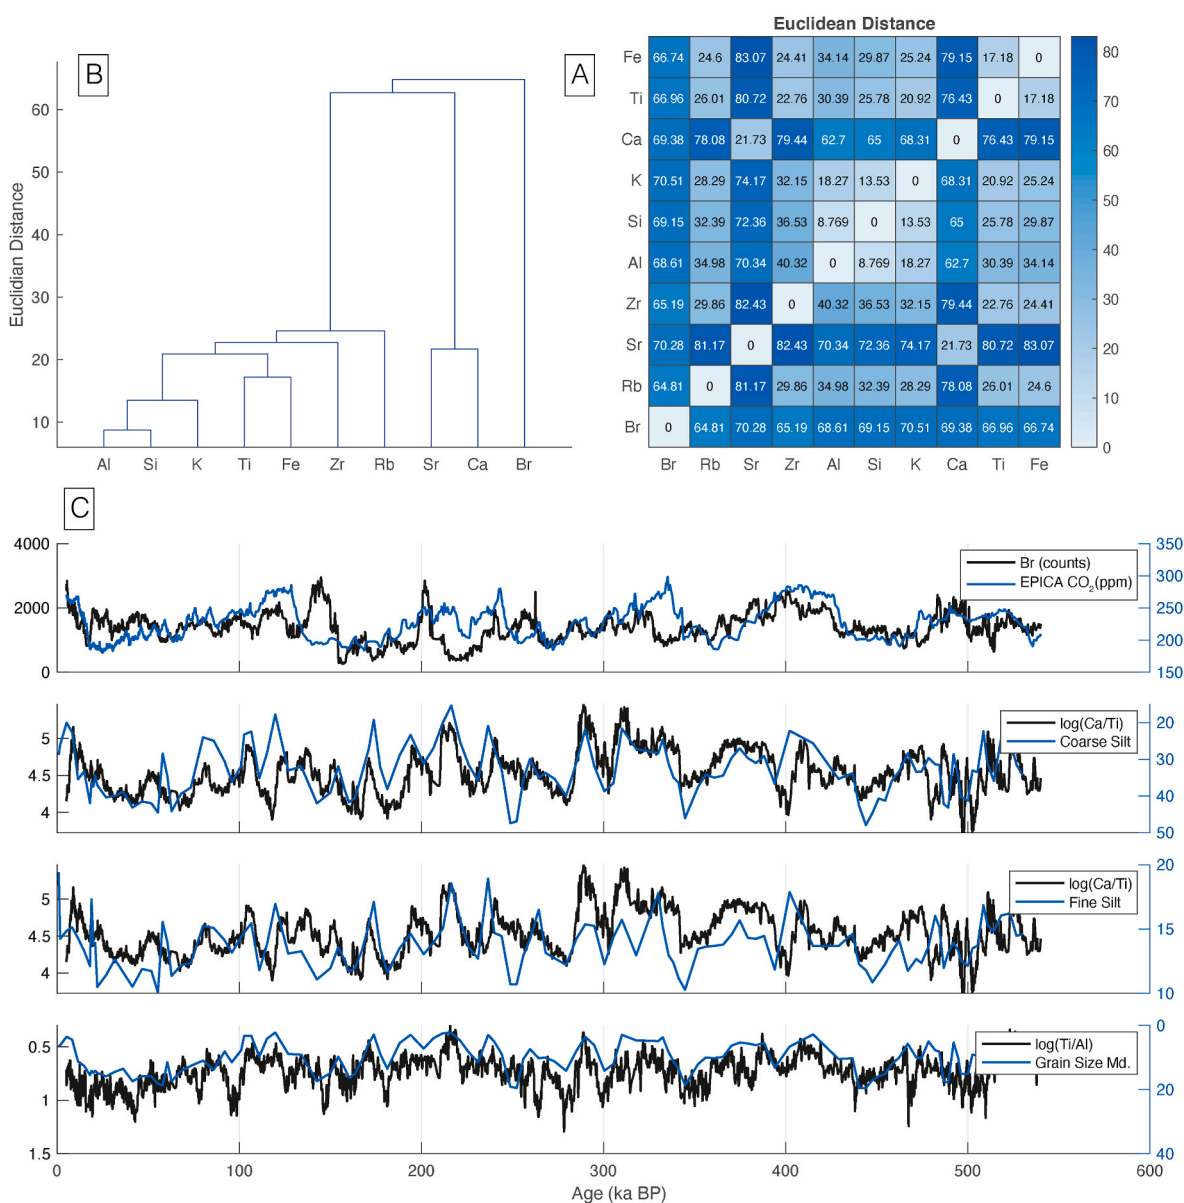 B
Euclidian Distance
60
50
40
30
20
10
Al Si K Ti Fe Zr Rb Sr Ca Br
A
Euclidean Distance
Fe 66.74 24.6 83.07 24.41 34.14 29.87 25.24 79.15 17.18 0
Ti 66.96 26.01 80.72 22.76 30.39 25.78 20.92 76.43 0 17.18
Ca 69.38 78.08 21.73 79.44 62.7 65 68.31 0 76.43 79.15
K 70.51 28.29 74.17 32.15 18.27 13.53 0 68.31 20.92 25.24
Si 69.15 32.39 72.36 36.53 8.769 0 13.53 65 25.78 29.87
Al 68.61 34.98 70.34 40.32 0 8.769 18.27 62.7 30.39 34.14
Zr 65.19 29.86 82.43 0 40.32 36.53 32.15 79.44 22.76 24.41
Sr 70.28 81.17 0 82.43 70.34 72.36 74.17 21.73 80.72 83.07
Rb 64.81 0 81.17 29.86 34.98 32.39 28.29 78.08 26.01 24.6
Br 0 64.81 70.28 65.19 68.61 69.15 70.51 69.38 66.96 66.74
Br Rb Sr Zr Al Si K Ca Ti Fe
80
70
60
50
40
30
20
10
0
C
4000
2000
0
Br (counts)
EPICA CO2(ppm)
350
300
250
200
150
5
4.5
4
log(Ca/Ti)
Coarse Silt
20
30
40
50
5
4.5
4
log(Ca/Ti)
Fine Silt
20
15
10
0.5
1
1.5
log(Ti/Al)
Grain Size Md.
0
20
40
0 100 200 300 400 500 600
Age (ka BP)